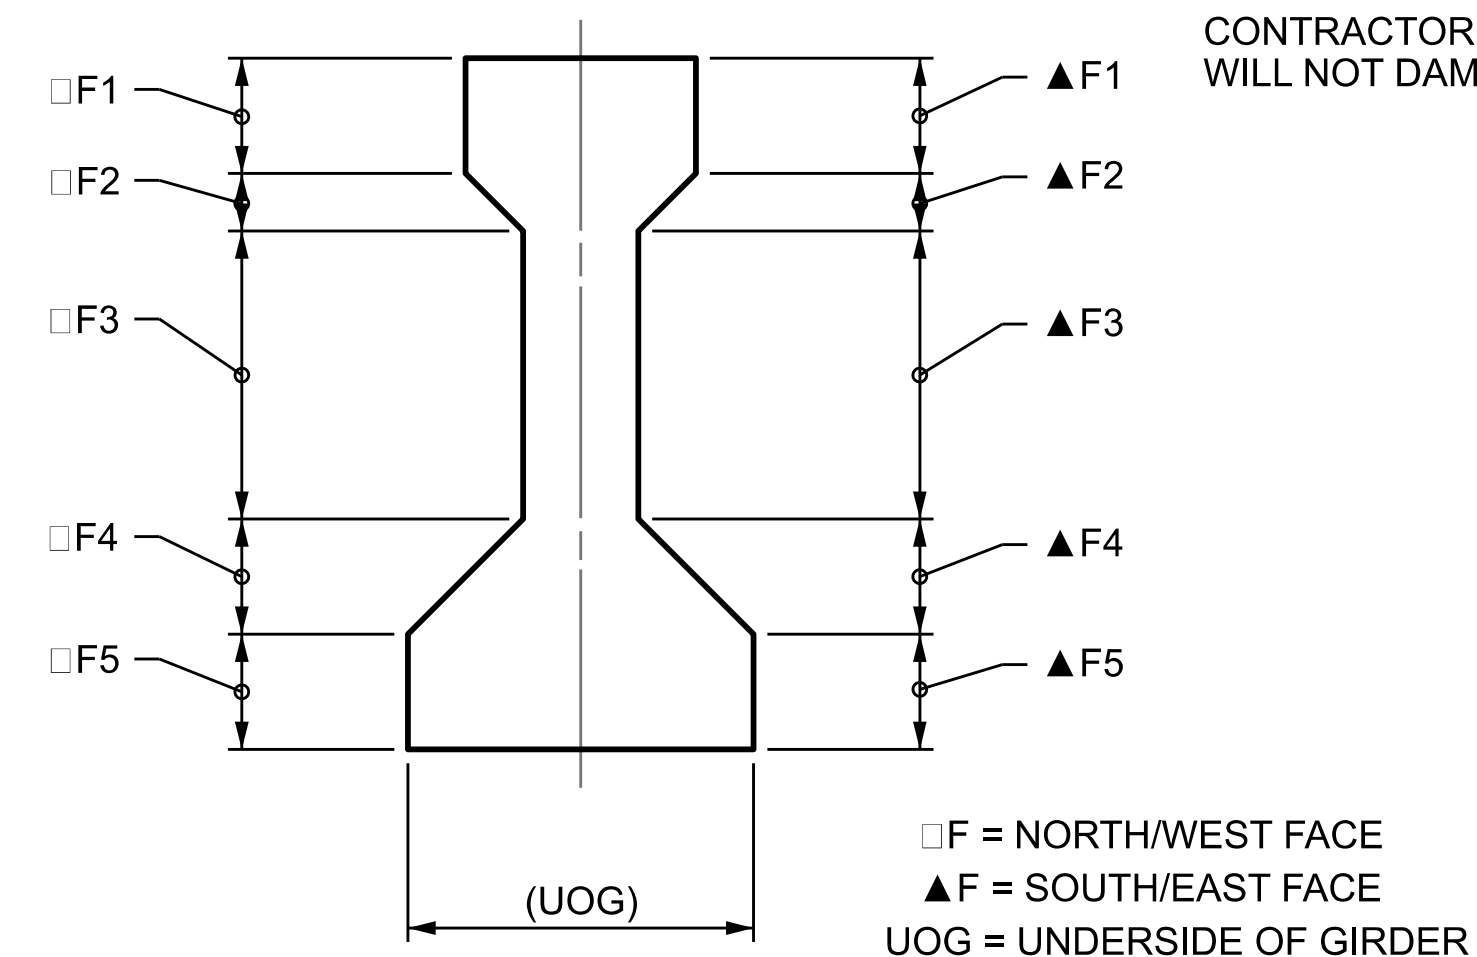 CONTRACTOR
WILL NOT DAM
□F1
▲F1
□F2
▲F2
□F3
▲F3
□F4
▲F4
□F5
▲F5
(UOG)
□F = NORTH/WEST FACE
▲F = SOUTH/EAST FACE
UOG = UNDERSIDE OF GIRDER